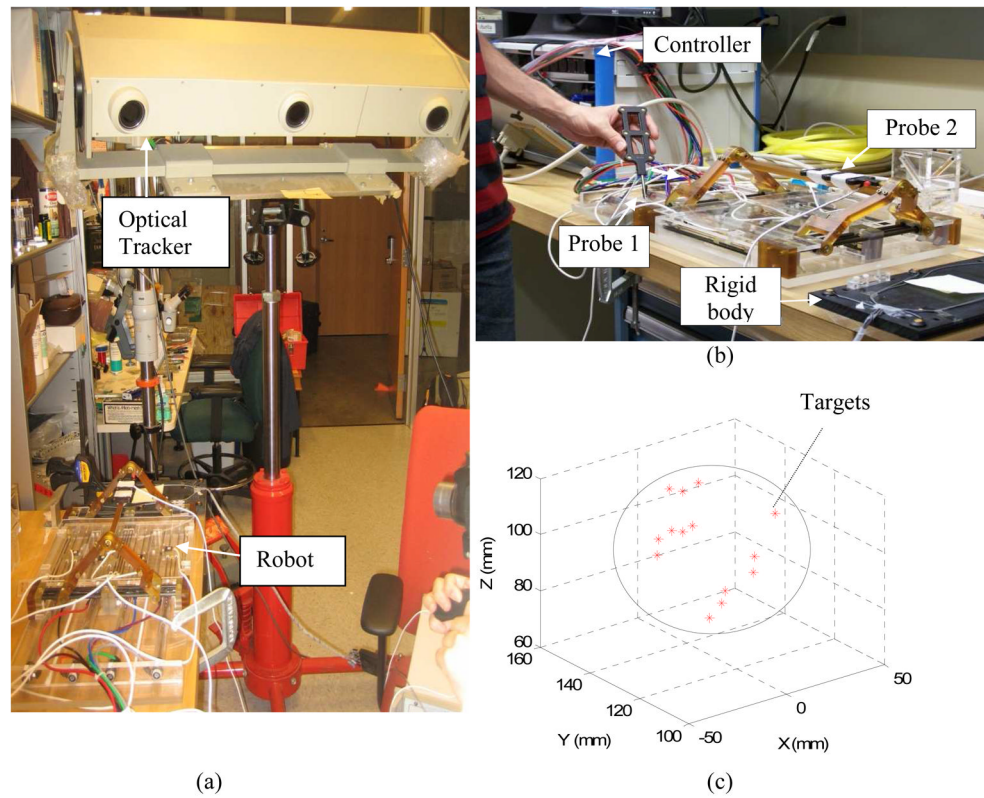 Optical
Tracker
Robot
(a)
Controller
Probe 2
Probe 1
Rigid
body
(b)
Targets
120
100
80
60
Z (mm)
160
140
120
100
Y (mm)
-50
0
50
X (mm)
(c)